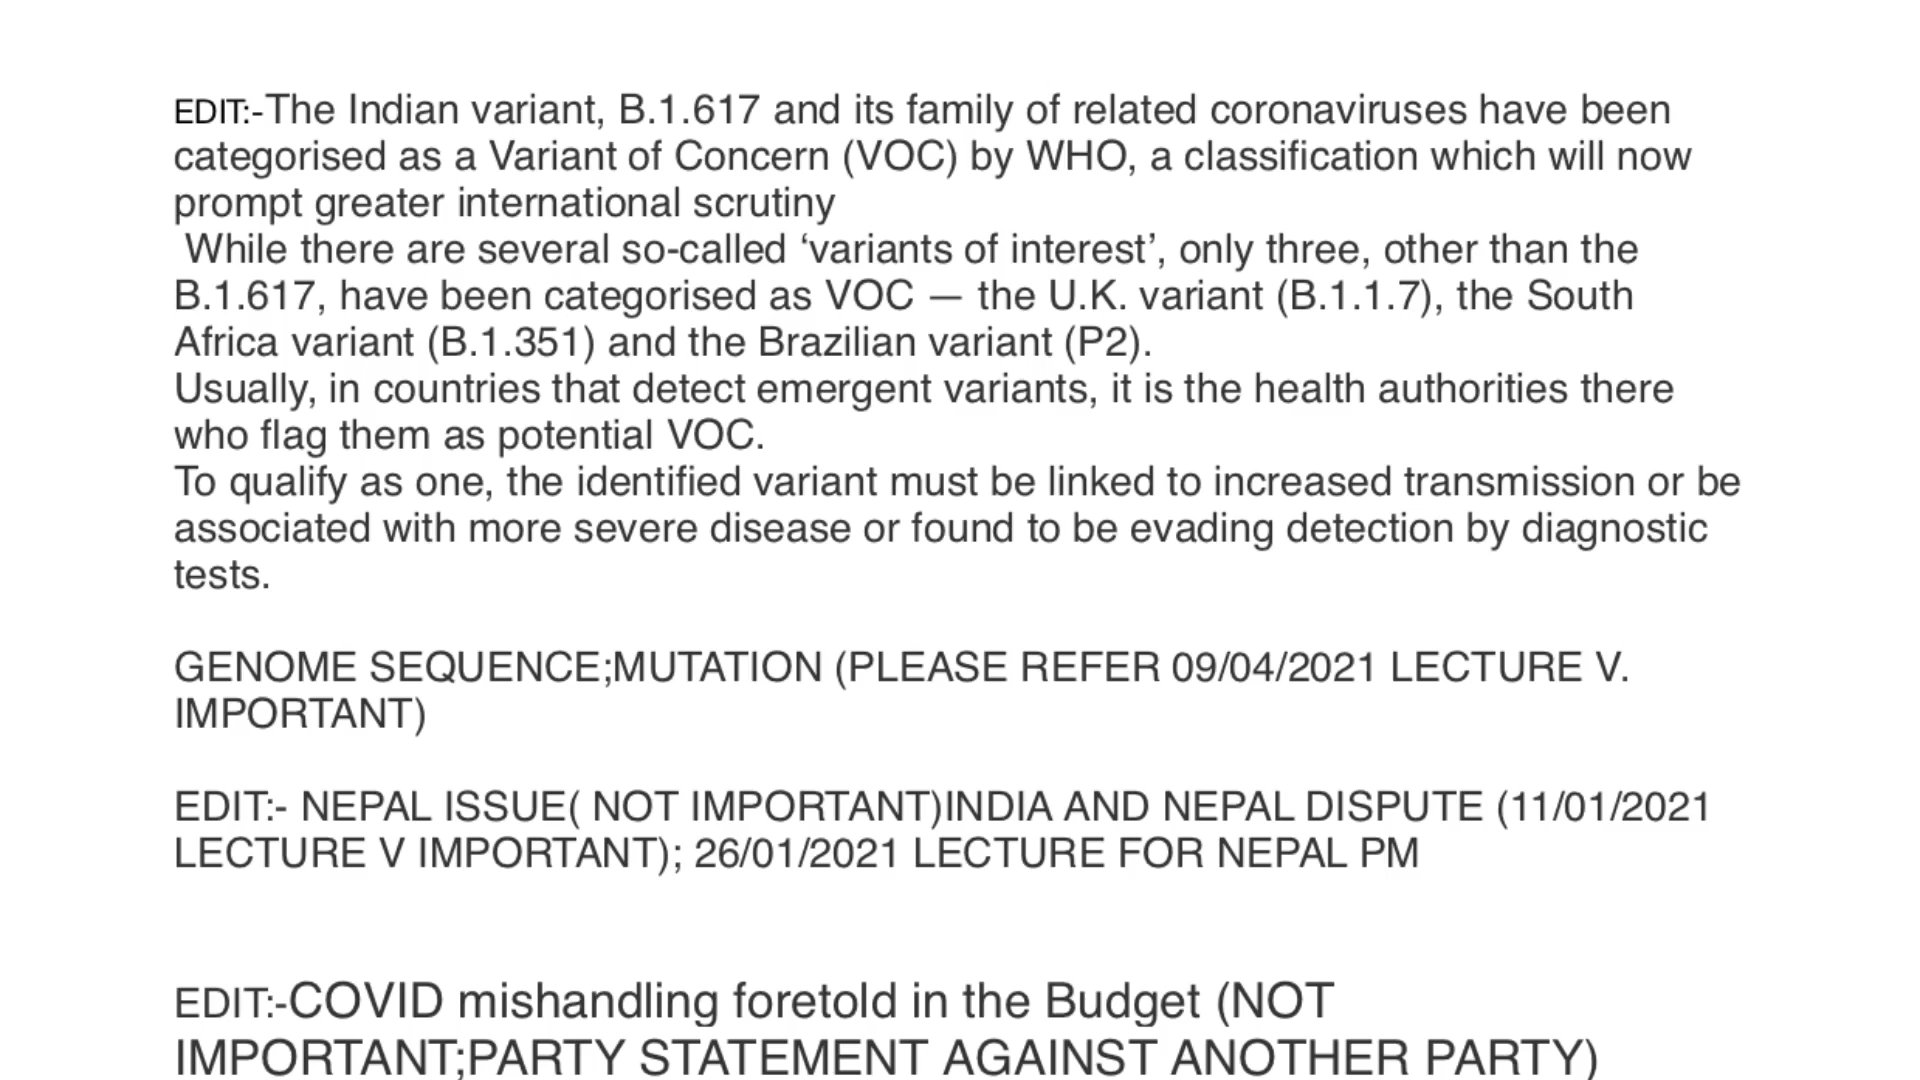 EDIT:-The Indian variant, B.1.617 and its family of related coronaviruses have been
categorised as a Variant of Concern (VOC) by WHO, a classification which will now
prompt greater international scrutiny
While there are several so-called ‘variants of interest’, only three, other than the
B.1.617, have been categorised as VOC — the U.K. variant (B.1.1.7), the South
Africa variant (B.1.351) and the Brazilian variant (P2).
Usually, in countries that detect emergent variants, it is the health authorities there
who flag them as potential VOC.
To qualify as one, the identified variant must be linked to increased transmission or be
associated with more severe disease or found to be evading detection by diagnostic
tests.
GENOME SEQUENCE;MUTATION (PLEASE REFER 09/04/2021 LECTURE V.
IMPORTANT)
EDIT:- NEPAL ISSUE( NOT IMPORTANT)INDIA AND NEPAL DISPUTE (11/01/2021
LECTURE V IMPORTANT); 26/01/2021 LECTURE FOR NEPAL PM
EDIT:-COVID mishandling foretold in the Budget (NOT
IMPORTANT;PARTY STATEMENT AGAINST ANOTHER PARTY)